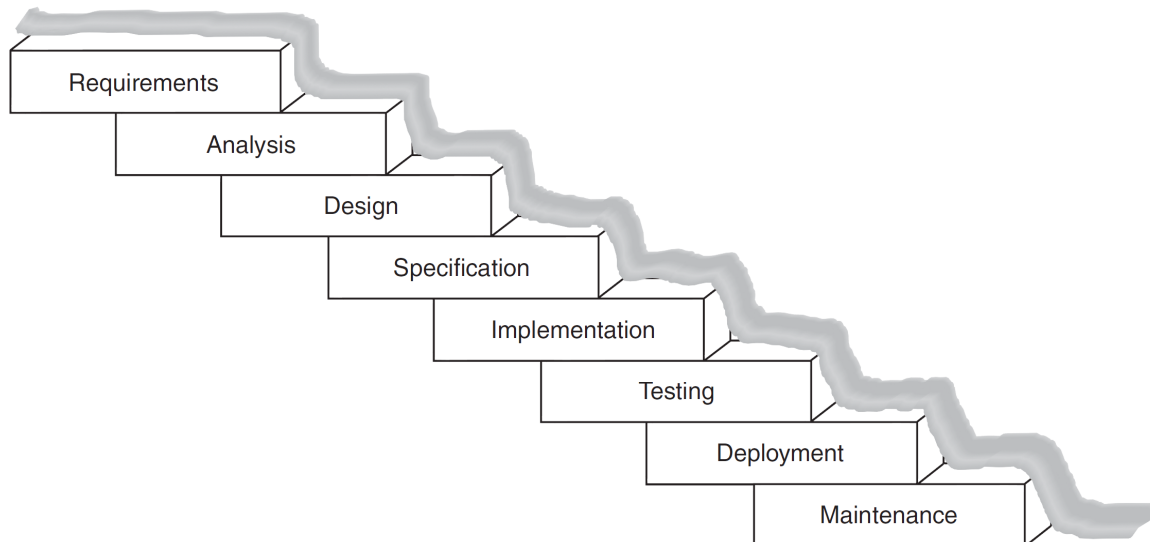 Requirements
Analysis
Design
Specification
Implementation
Testing
Deployment
Maintenance